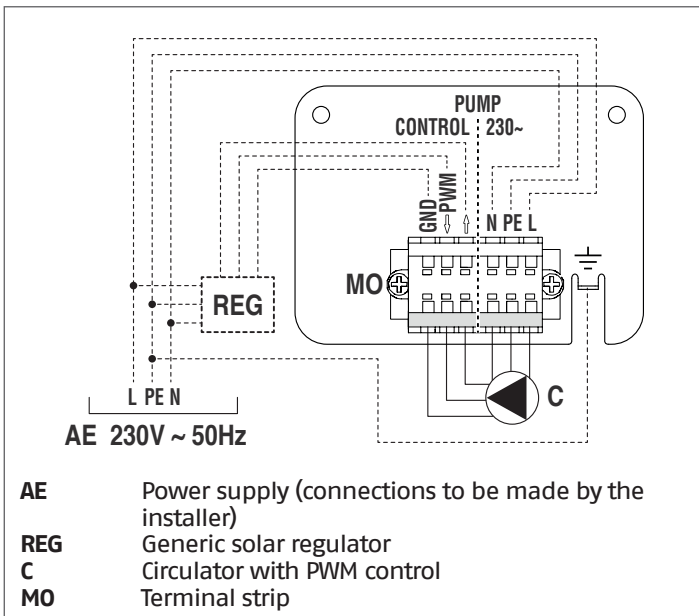 PUMP
CONTROL 230~
GND
PWM
N PE L
MO
REG
C
L PE N
AE 230V ~ 50Hz
AE Power supply (connections to be made by the
installer)
REG Generic solar regulator
C Circulator with PWM control
MO Terminal strip